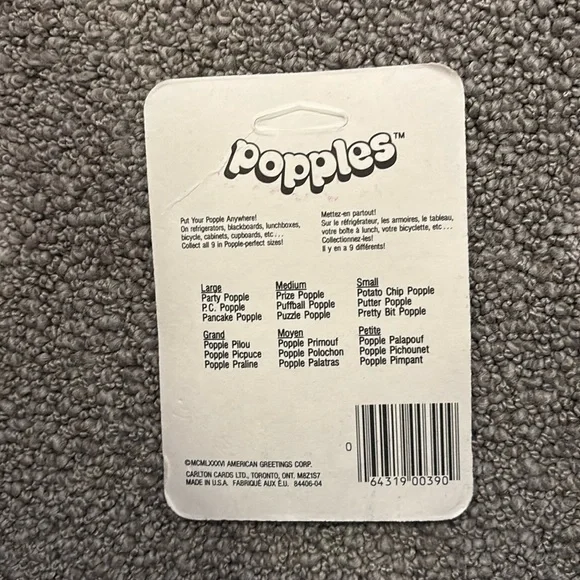 popples™
Put Your Popple Anywhere!
On refrigerators, blackboards, lunchboxes,
bicycle, cabinets, cupboards, etc...
Collect all 9 in Popple-perfect sizes!
Mettez-en partout!
Sur le réfrigérateur, les armoires, le tableau,
votre boîte à lunch, votre bicyclette, etc...
Collectionnez-les!
Il y en a 9 différents!
Large
Party Popple
P.C. Popple
Pancake Popple
Medium
Prize Popple
Puffball Popple
Puzzle Popple
Small
Potato Chip Popple
Putter Popple
Pretty Bit Popple
Grand
Popple Pilou
Popple Picpuce
Popple Praline
Moyen
Popple Primouf
Popple Polochon
Popple Palatras
Petite
Popple Palapouf
Popple Pichounet
Popple Pimpant
©MCMLXXXVI AMERICAN GREETINGS CORP.
CARLTON CARDS LTD., TORONTO, ONT. M8Z1S7
MADE IN U.S.A. FABRIQUÉ AUX É.U. 84406-04
0 64319 00390